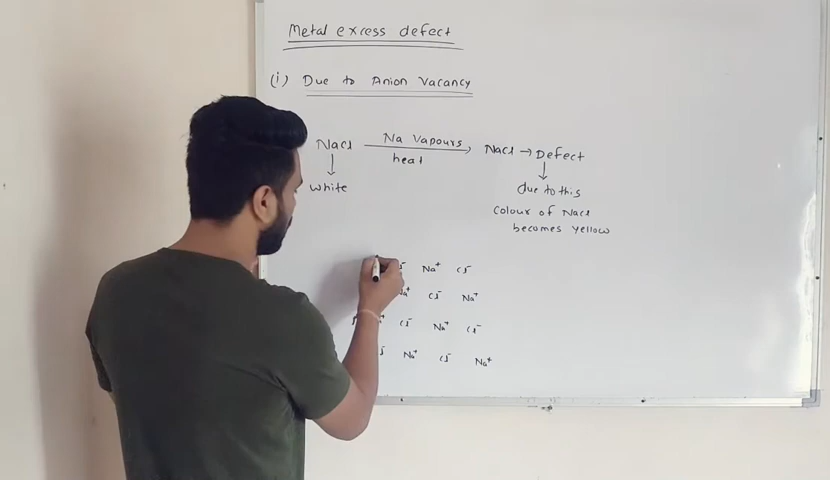 Metal excess defect
(i) Due to Anion Vacancy
NaCl Na Vapours NaCl → Defect
heat
White due to this
Colour of NaCl
becomes yellow
Na⁺ Cl⁻
Cl⁻ Na⁺
Cl⁻ Na⁺ Cl⁻
Na⁺ Cl⁻ Na⁺